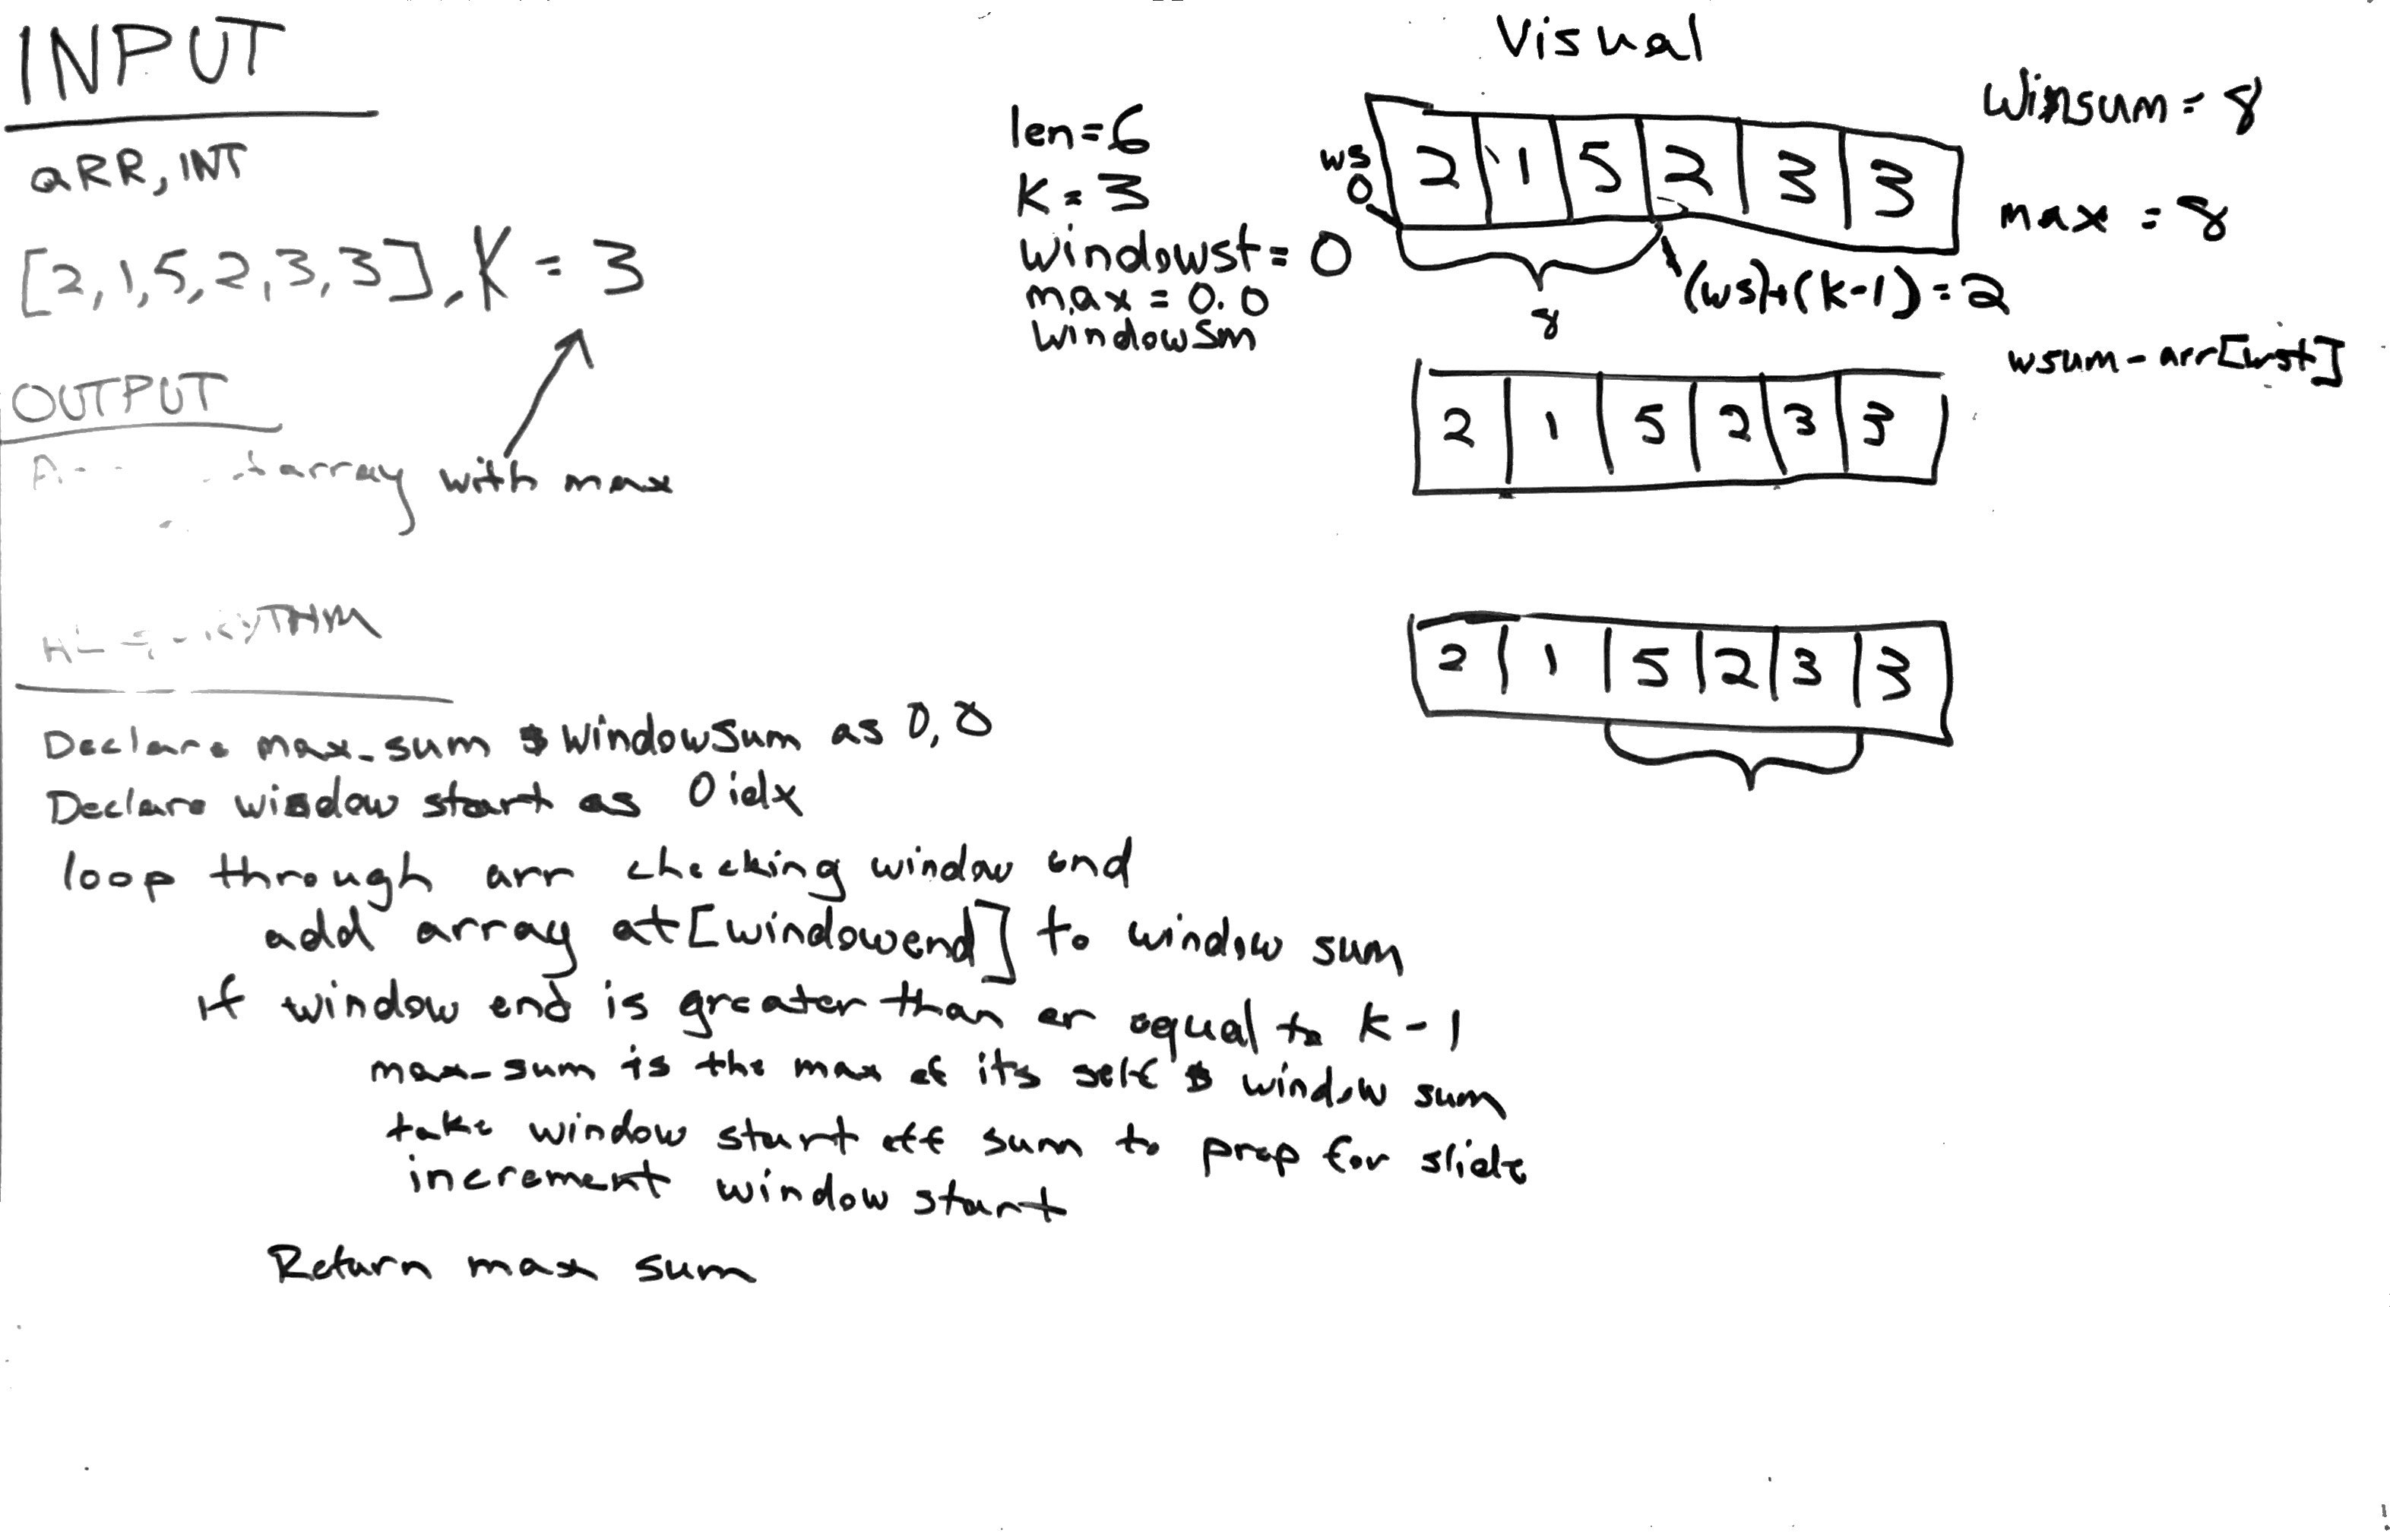 INPUT
aRR, INT
[2,1,5,2,3,3], K = 3
OUTPUT
array with max
Declare max_sum & windowSum as 0,0
Declare window start as 0 idx
loop through arr checking window end
add array at [windowend] to window sum
If window end is greater than or equal to k-1
max_sum is the max of its self & window sum
take window start off sum to prep for slide
increment window start
Return max sum
Visual
len=6
K = 3
Windowst = 0
max = 0.0
WindowSm
ws
0
2 1 5 2 3 3
8
(ws)+(k-1)=2
Winsum = 8
max = 8
wsum - arr[wst]
2 1 5 2 3 3
2 1 5 2 3 3